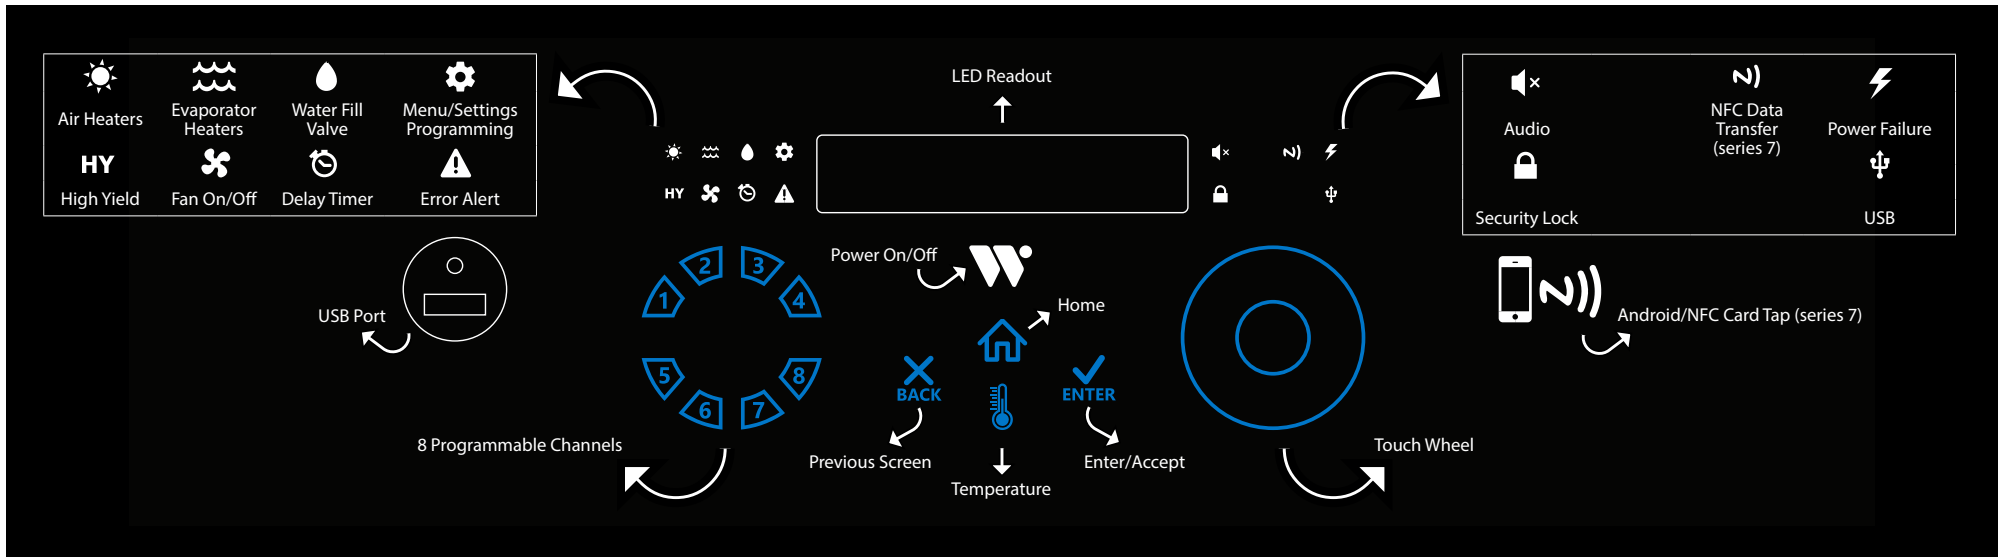 Air Heaters
Evaporator
Heaters
Water Fill
Valve
Menu/Settings
Programming
HY
High Yield
Fan On/Off
Delay Timer
Error Alert
LED Readout
HY
Audio
NFC Data
Transfer
(series 7)
Power Failure
Security Lock
USB
USB Port
1
2
3
4
5
6
7
8
8 Programmable Channels
Power On/Off
Home
BACK
ENTER
Previous Screen
Temperature
Enter/Accept
Touch Wheel
Android/NFC Card Tap (series 7)